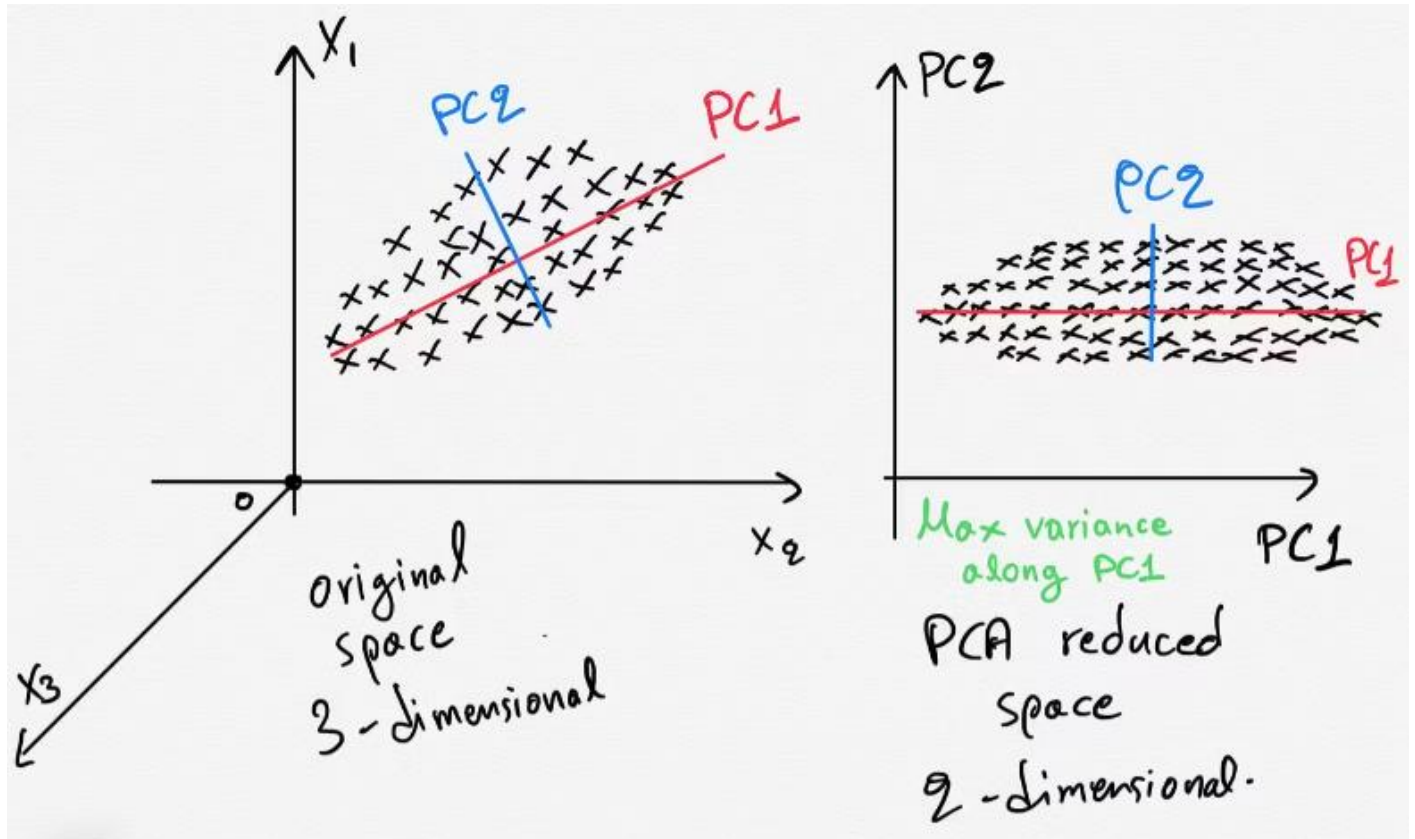 X₁
PC2
PC1
0
X₂
X₃
original
space
3-dimensional
PC2
PC2
PC1
PC1
Max variance
along PC1
PCA reduced
space
2-dimensional.